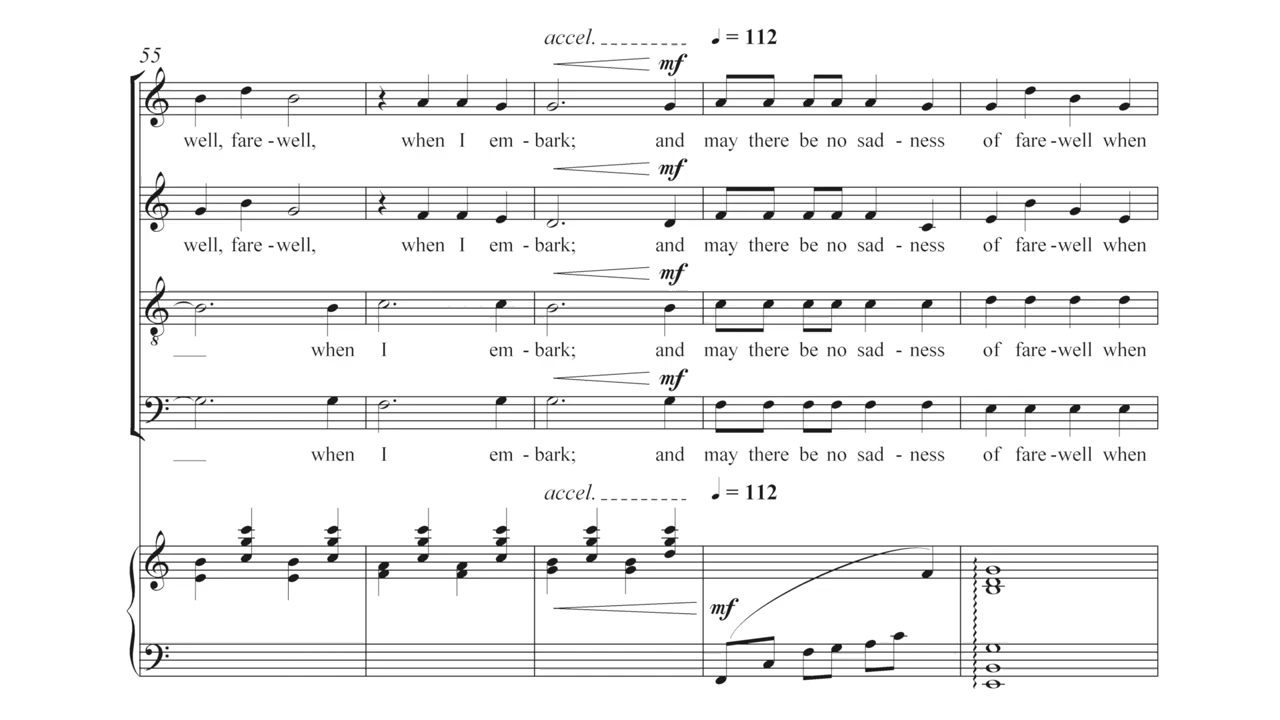 accel. ♩ = 112
55
mf
well, fare - well, when I em - bark; and may there be no sad - ness of fare - well when
mf
well, fare - well, when I em - bark; and may there be no sad - ness of fare - well when
mf
8
when I em - bark; and may there be no sad - ness of fare - well when
mf
when I em - bark; and may there be no sad - ness of fare - well when
accel. ♩ = 112
mf